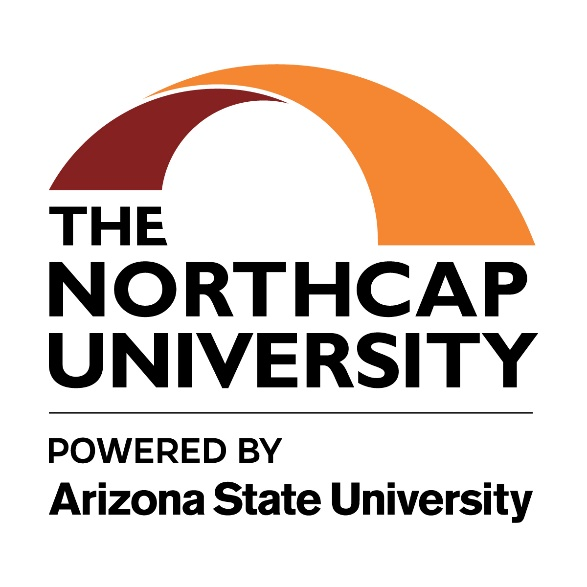 THE
NORTHCAP
UNIVERSITY
POWERED BY
Arizona State University